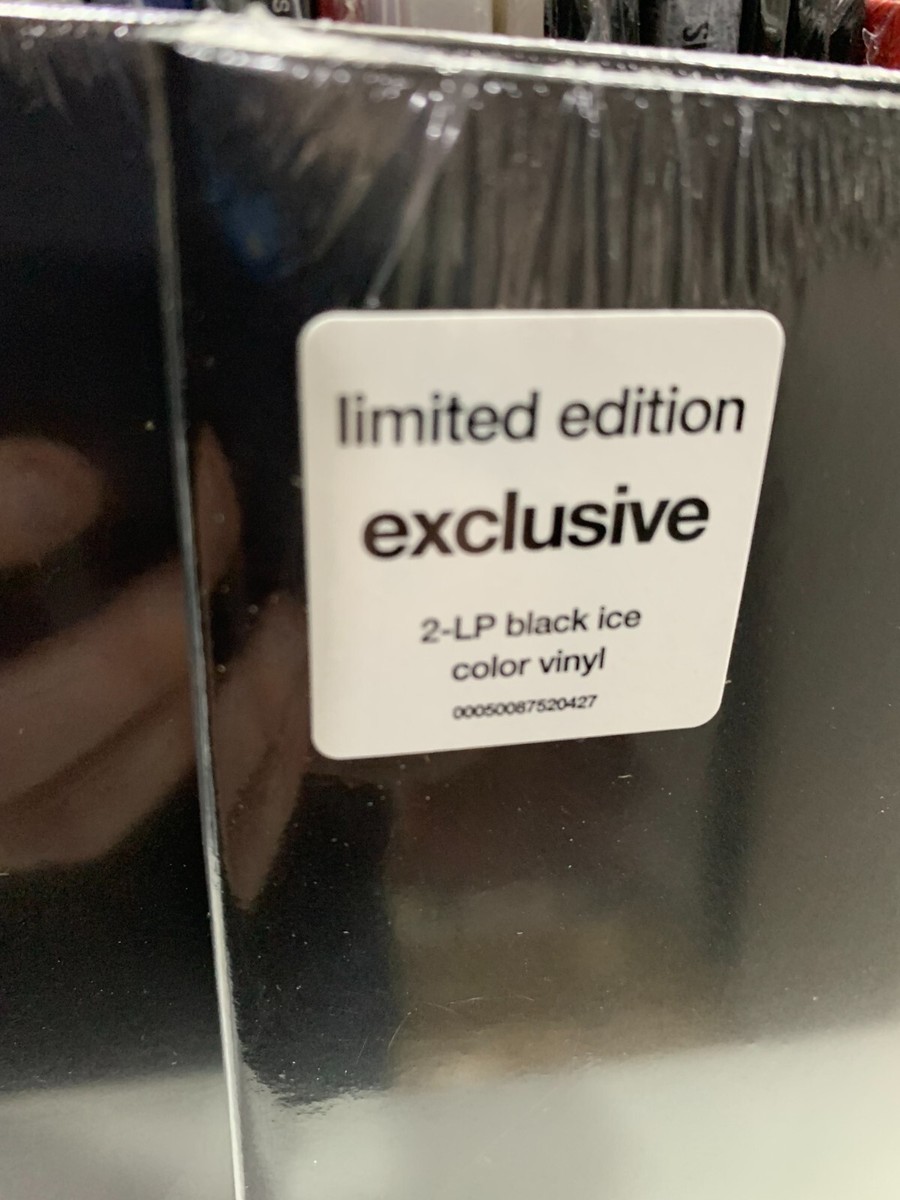 limited edition
exclusive
2-LP black ice
color vinyl
00050087520427